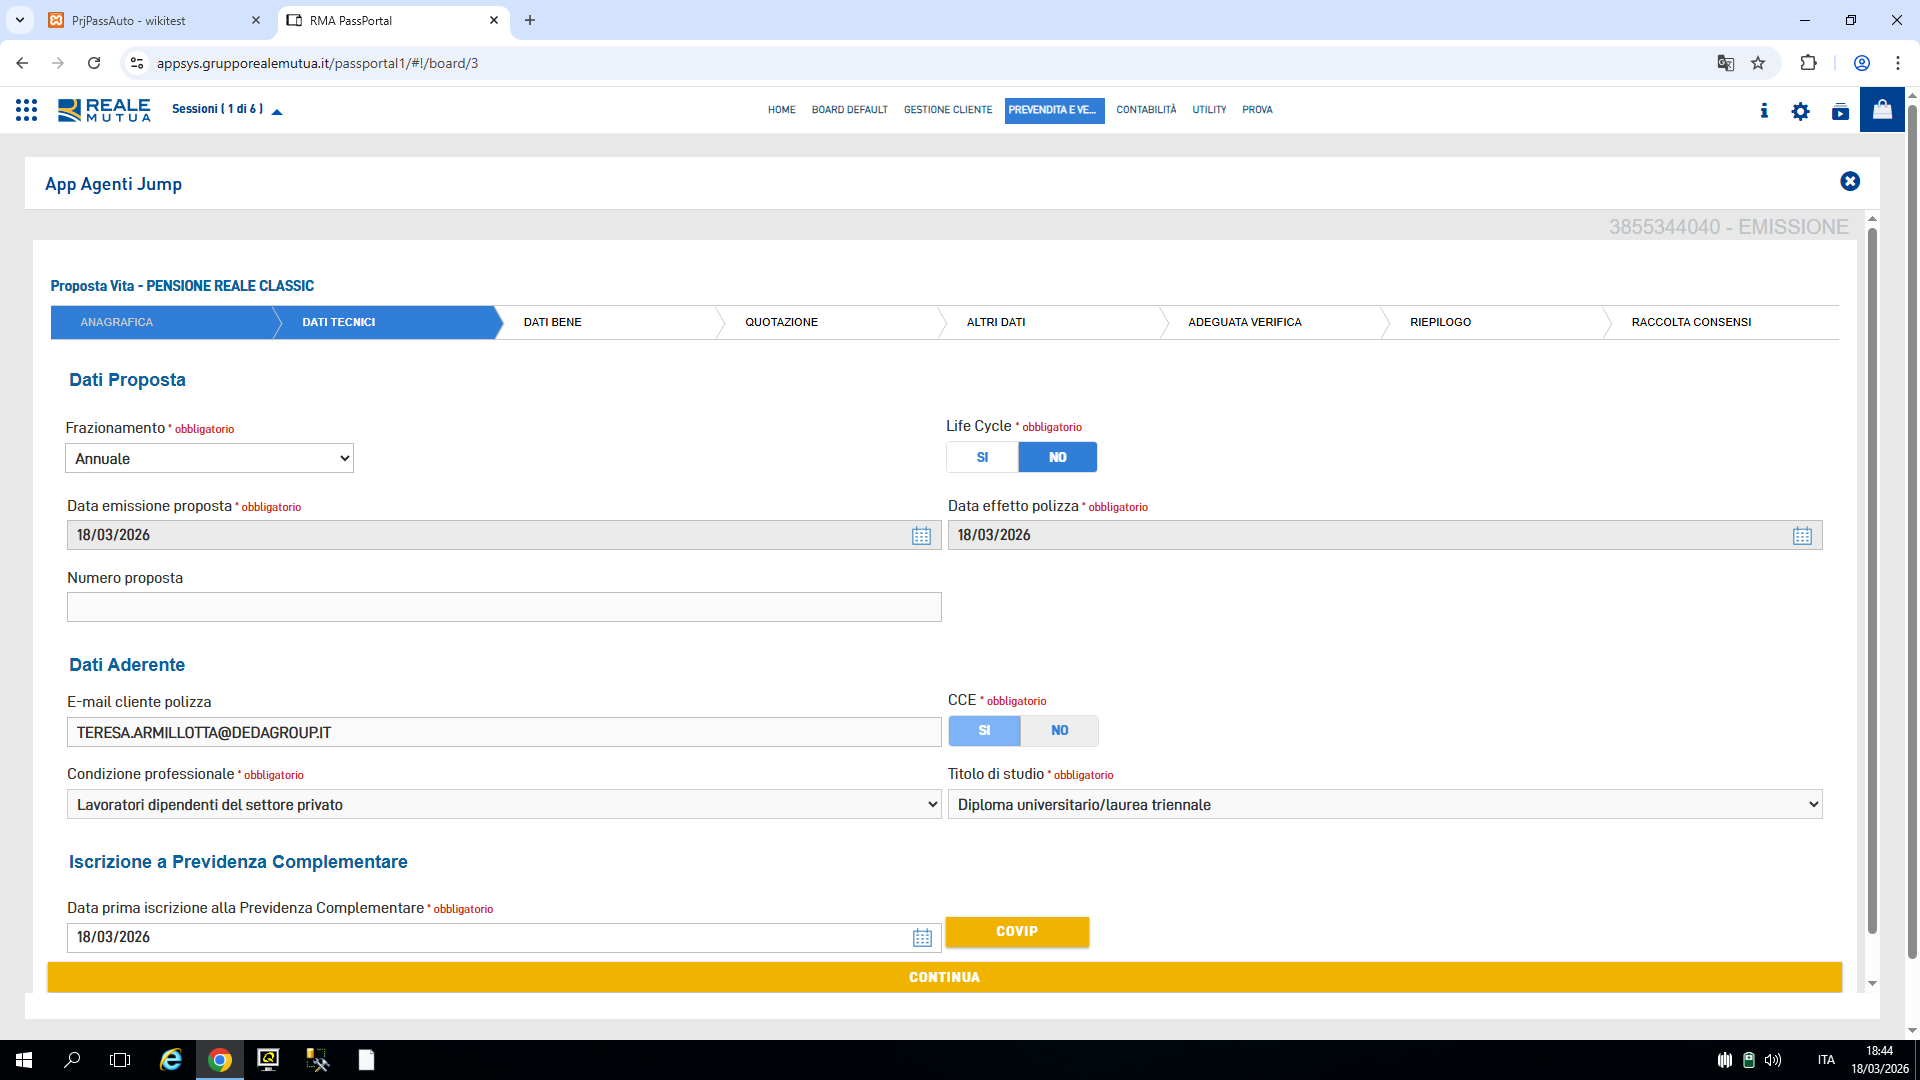 PrjPassAuto - wikitest
RMA PassPortal
appsys.grupporealemutua.it/passportal1/#!/board/3
REALE
MUTUA
Sessioni ( 1 di 6 )
HOME
BOARD DEFAULT
GESTIONE CLIENTE
PREVENDITA E VE...
CONTABILITÀ
UTILITY
PROVA
App Agenti Jump
3855344040 - EMISSIONE
Proposta Vita - PENSIONE REALE CLASSIC
ANAGRAFICA
DATI TECNICI
DATI BENE
QUOTAZIONE
ALTRI DATI
ADEGUATA VERIFICA
RIEPILOGO
RACCOLTA CONSENSI
Dati Proposta
Frazionamento * obbligatorio
Life Cycle * obbligatorio
Annuale
SI
NO
Data emissione proposta * obbligatorio
Data effetto polizza * obbligatorio
18/03/2026
18/03/2026
Numero proposta
Dati Aderente
E-mail cliente polizza
CCE * obbligatorio
TERESA.ARMILLOTTA@DEDAGROUP.IT
SI
NO
Condizione professionale * obbligatorio
Titolo di studio * obbligatorio
Lavoratori dipendenti del settore privato
Diploma universitario/laurea triennale
Iscrizione a Previdenza Complementare
Data prima iscrizione alla Previdenza Complementare * obbligatorio
18/03/2026
COVIP
CONTINUA
ITA
18:44
18/03/2026